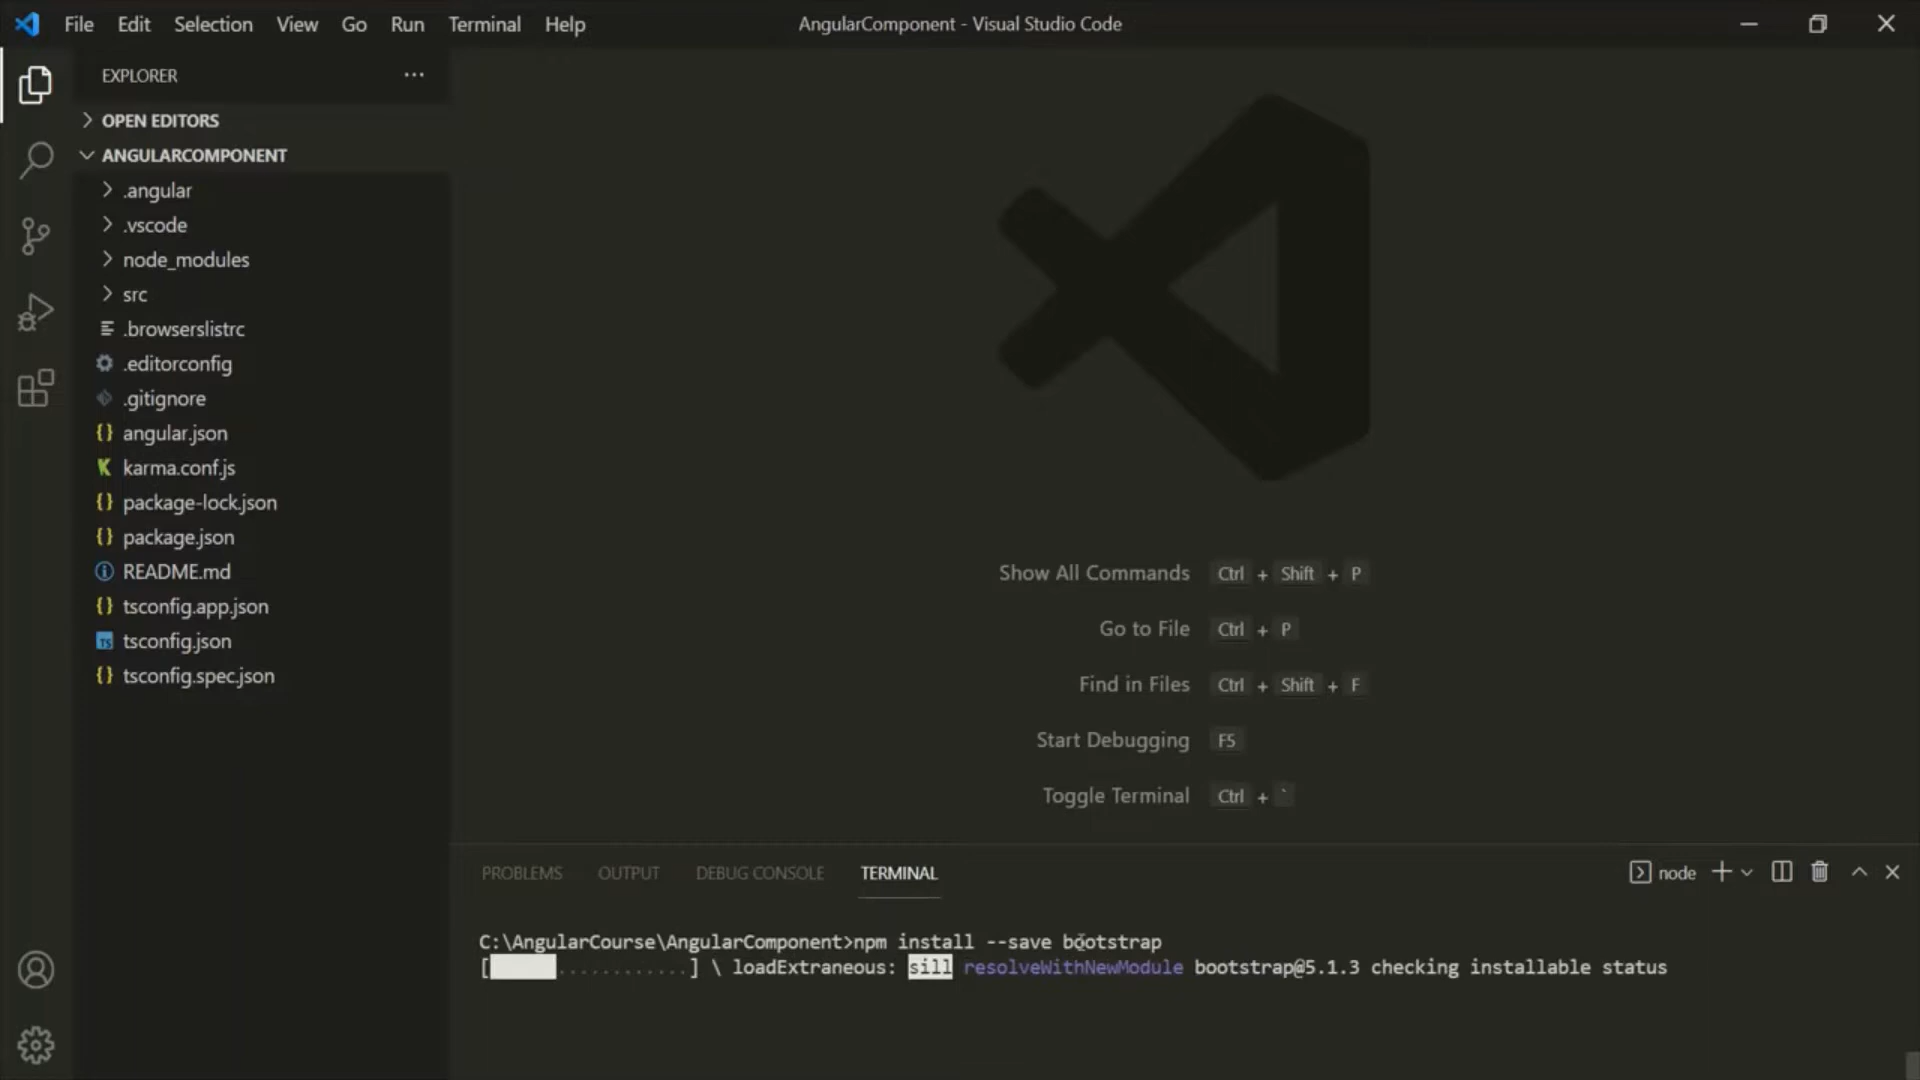 File Edit Selection View Go Run Terminal Help
AngularComponent - Visual Studio Code
EXPLORER
OPEN EDITORS
ANGULARCOMPONENT
.angular
.vscode
node_modules
src
.browserslistrc
.editorconfig
.gitignore
angular.json
karma.conf.js
package-lock.json
package.json
README.md
tsconfig.app.json
tsconfig.json
tsconfig.spec.json
Show All Commands Ctrl + Shift + P
Go to File Ctrl + P
Find in Files Ctrl + Shift + F
Start Debugging F5
Toggle Terminal Ctrl + `
PROBLEMS OUTPUT DEBUG CONSOLE TERMINAL
node
C:\AngularCourse\AngularComponent>npm install --save bootstrap
[ ............] \ loadExtraneous: sill resolveWithNewModule bootstrap@5.1.3 checking installable status